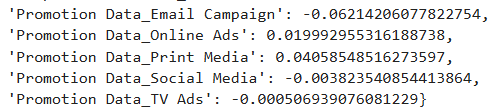 'Promotion Data_Email Campaign': -0.06214206077822754,
'Promotion Data_Online Ads': 0.019992955316188738,
'Promotion Data_Print Media': 0.04058548516273597,
'Promotion Data_Social Media': -0.003823540854413864,
'Promotion Data_TV Ads': -0.000506939076081229}